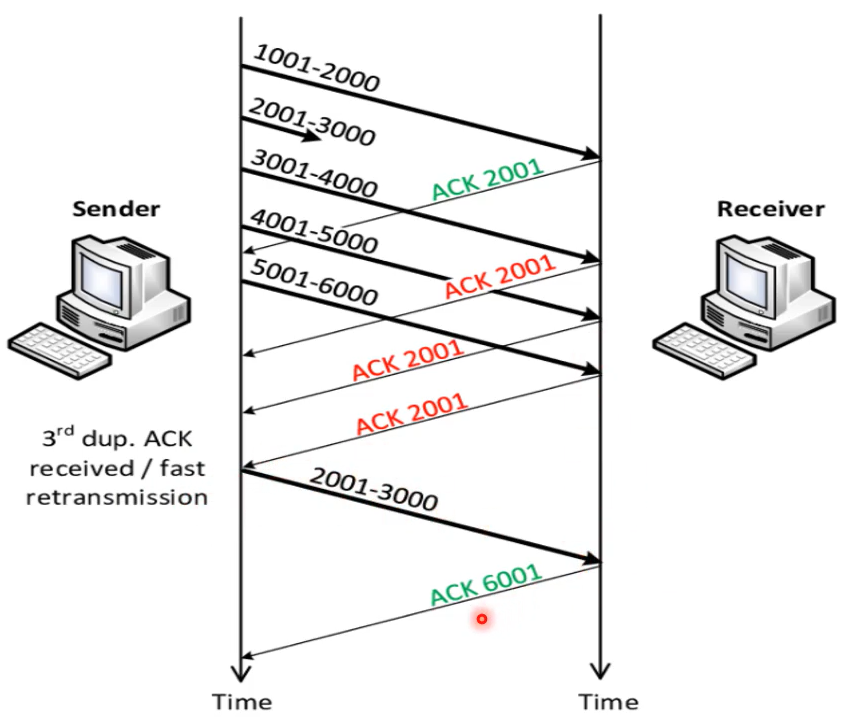 1001-2000
2001-3000
ACK 2001
3001-4000
Sender
Receiver
4001-5000
ACK 2001
5001-6000
ACK 2001
ACK 2001
3rd dup. ACK
received / fast
retransmission
2001-3000
ACK 6001
Time
Time